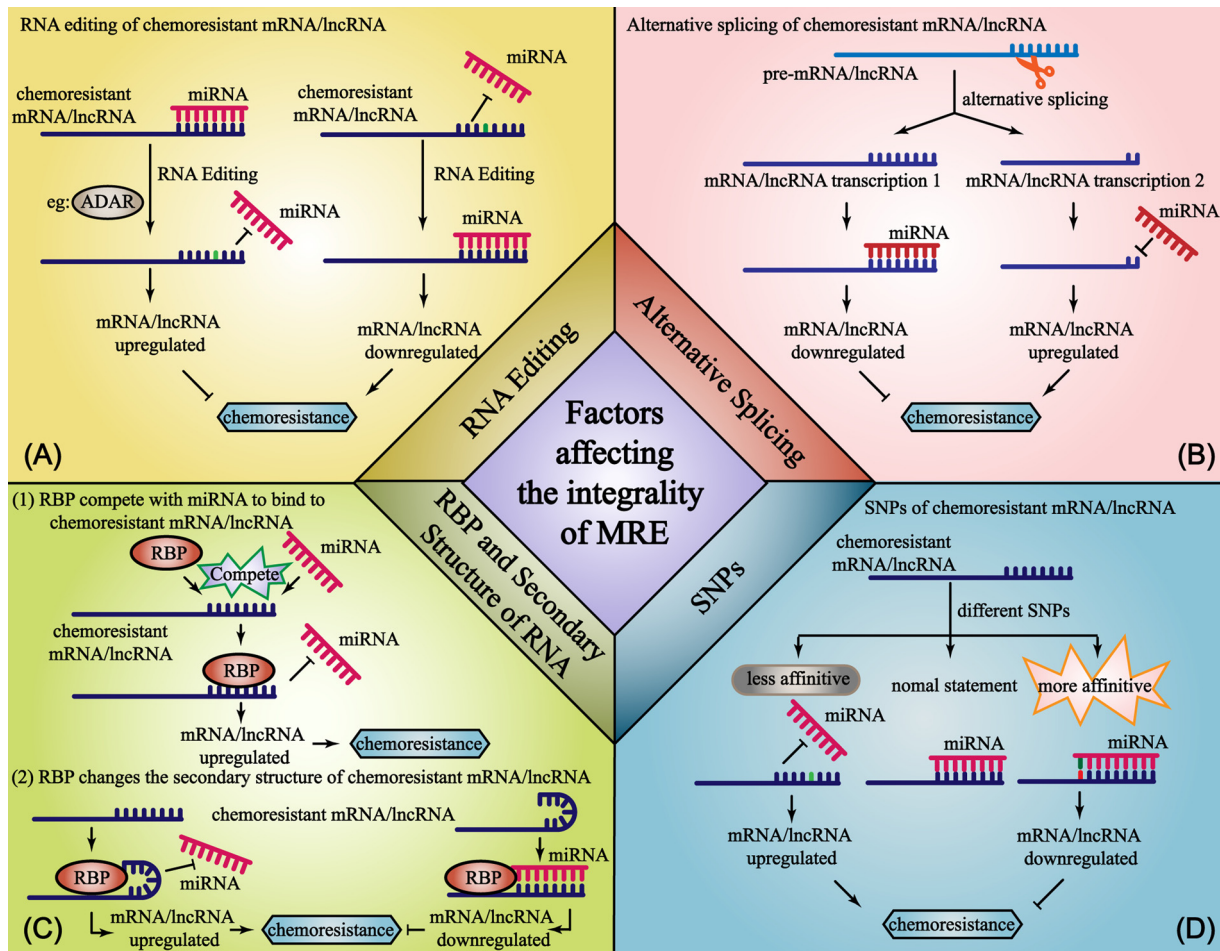 RNA editing of chemoresistant mRNA/lncRNA
chemoresistant
mRNA/lncRNA
miRNA
RNA Editing
eg: ADAR
miRNA
mRNA/lncRNA
upregulated
chemoresistant
mRNA/lncRNA
miRNA
RNA Editing
miRNA
mRNA/lncRNA
downregulated
chemoresistance
(A)
Alternative splicing of chemoresistant mRNA/lncRNA
pre-mRNA/lncRNA
alternative splicing
mRNA/lncRNA transcription 1
mRNA/lncRNA transcription 2
miRNA
miRNA
mRNA/lncRNA
downregulated
mRNA/lncRNA
upregulated
chemoresistance
(B)
RNA Editing
Alternative Splicing
Factors
affecting
the integrality
of MRE
RBP and Secondary
Structure of RNA
SNPs
(1) RBP compete with miRNA to bind to
chemoresistant mRNA/lncRNA
RBP
Compete
miRNA
chemoresistant
mRNA/lncRNA
RBP
miRNA
mRNA/lncRNA
upregulated
chemoresistance
(2) RBP changes the secondary structure of chemoresistant mRNA/lncRNA
chemoresistant mRNA/lncRNA
RBP
miRNA
RBP
miRNA
mRNA/lncRNA
upregulated
chemoresistance
mRNA/lncRNA
downregulated
(C)
SNPs of chemoresistant mRNA/lncRNA
chemoresistant
mRNA/lncRNA
different SNPs
less affinitive
nomal statement
more affinitive
miRNA
miRNA
miRNA
mRNA/lncRNA
upregulated
mRNA/lncRNA
downregulated
chemoresistance
(D)